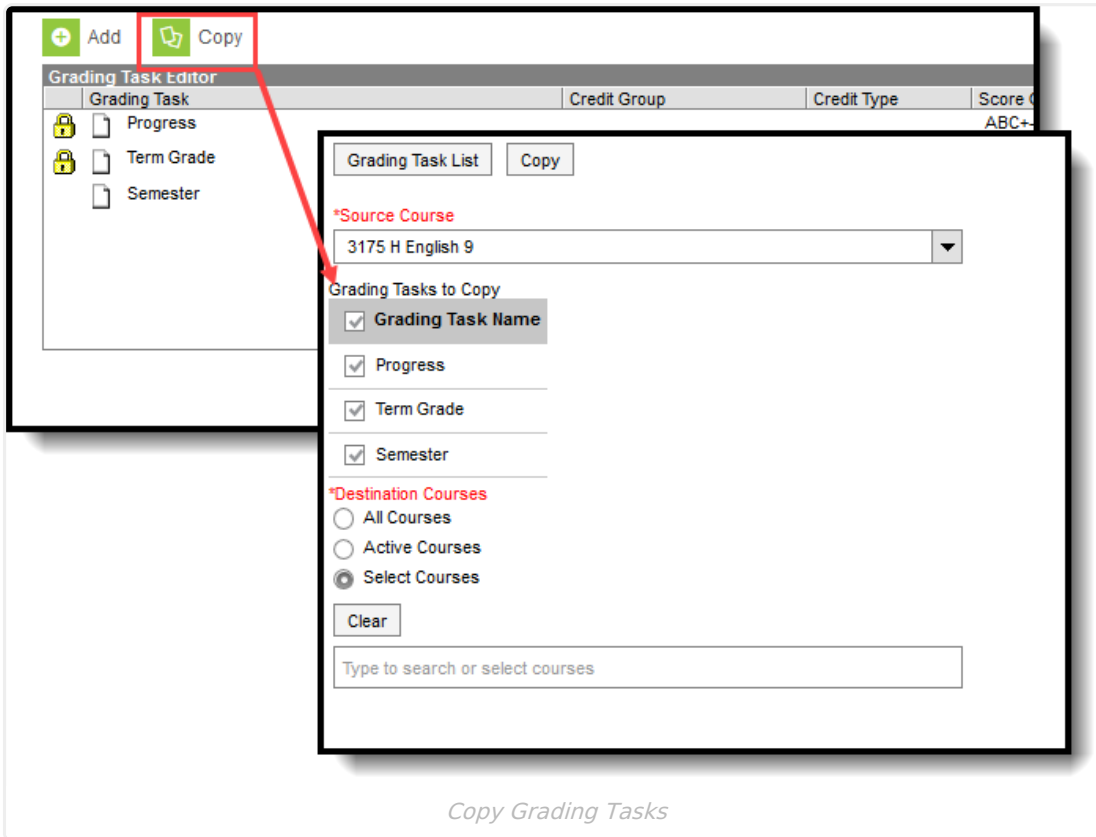 Add Copy
Grading Task Editor
Grading Task Credit Group Credit Type Score
Progress ABC+-
Term Grade
Semester
Grading Task List Copy
*Source Course
3175 H English 9
Grading Tasks to Copy
Grading Task Name
Progress
Term Grade
Semester
*Destination Courses
All Courses
Active Courses
Select Courses
Clear
Type to search or select courses
Copy Grading Tasks